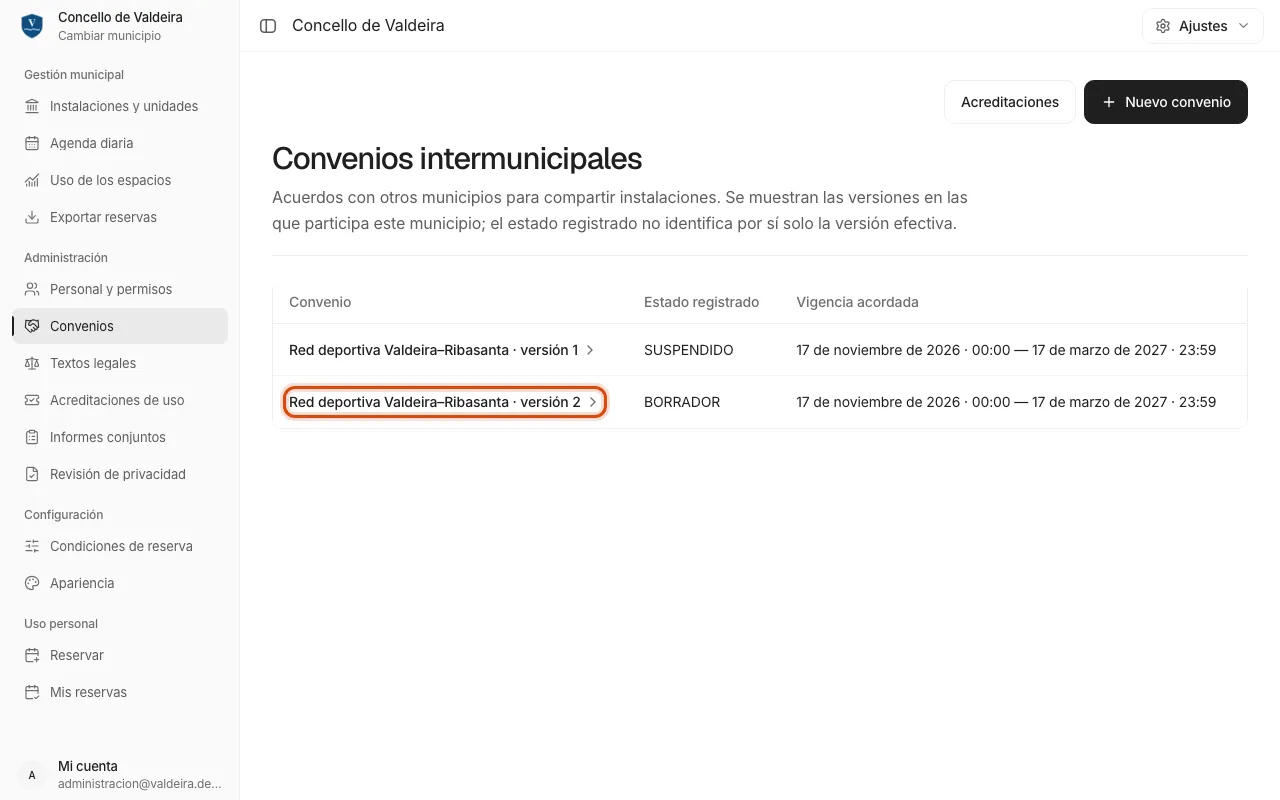 Concello de Valdeira
Cambiar municipio
Gestión municipal
Instalaciones y unidades
Agenda diaria
Uso de los espacios
Exportar reservas
Administración
Personal y permisos
Convenios
Textos legales
Acreditaciones de uso
Informes conjuntos
Revisión de privacidad
Configuración
Condiciones de reserva
Apariencia
Uso personal
Reservar
Mis reservas
A
Mi cuenta
administracion@valdeira.de...
Concello de Valdeira
Ajustes
Acreditaciones
Nuevo convenio
Convenios intermunicipales
Acuerdos con otros municipios para compartir instalaciones. Se muestran las versiones en las
que participa este municipio; el estado registrado no identifica por sí solo la versión efectiva.
Convenio Estado registrado Vigencia acordada
Red deportiva Valdeira–Ribasanta · versión 1 SUSPENDIDO 17 de noviembre de 2026 · 00:00 — 17 de marzo de 2027 · 23:59
Red deportiva Valdeira–Ribasanta · versión 2 BORRADOR 17 de noviembre de 2026 · 00:00 — 17 de marzo de 2027 · 23:59